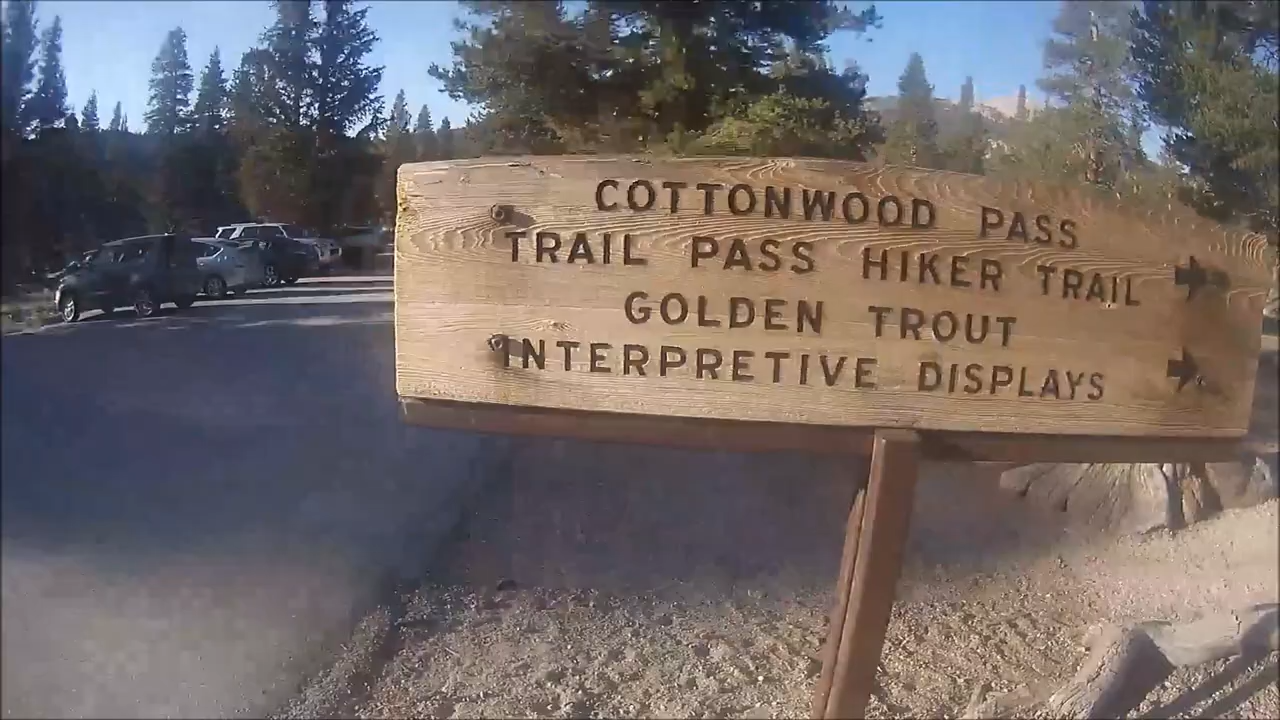 COTTONWOOD PASS
TRAIL PASS HIKER TRAIL
GOLDEN TROUT
INTERPRETIVE DISPLAYS